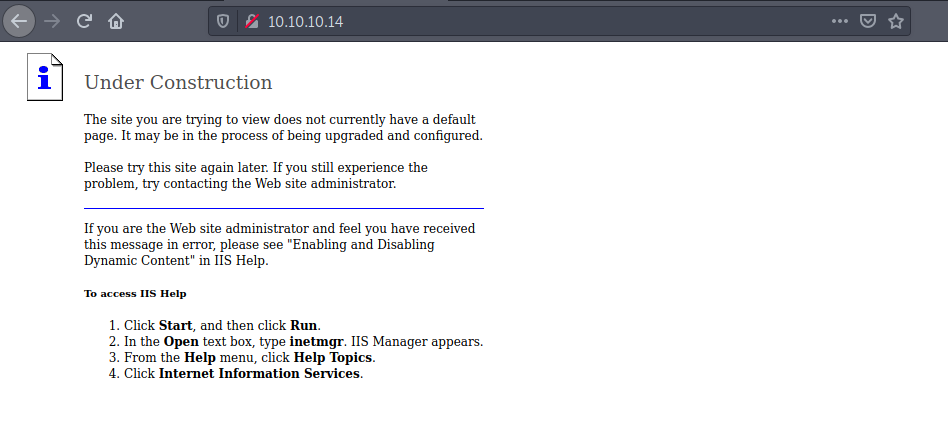 10.10.10.14
Under Construction
The site you are trying to view does not currently have a default
page. It may be in the process of being upgraded and configured.
Please try this site again later. If you still experience the
problem, try contacting the Web site administrator.
If you are the Web site administrator and feel you have received
this message in error, please see "Enabling and Disabling
Dynamic Content" in IIS Help.
To access IIS Help
1. Click Start, and then click Run.
2. In the Open text box, type inetmgr. IIS Manager appears.
3. From the Help menu, click Help Topics.
4. Click Internet Information Services.